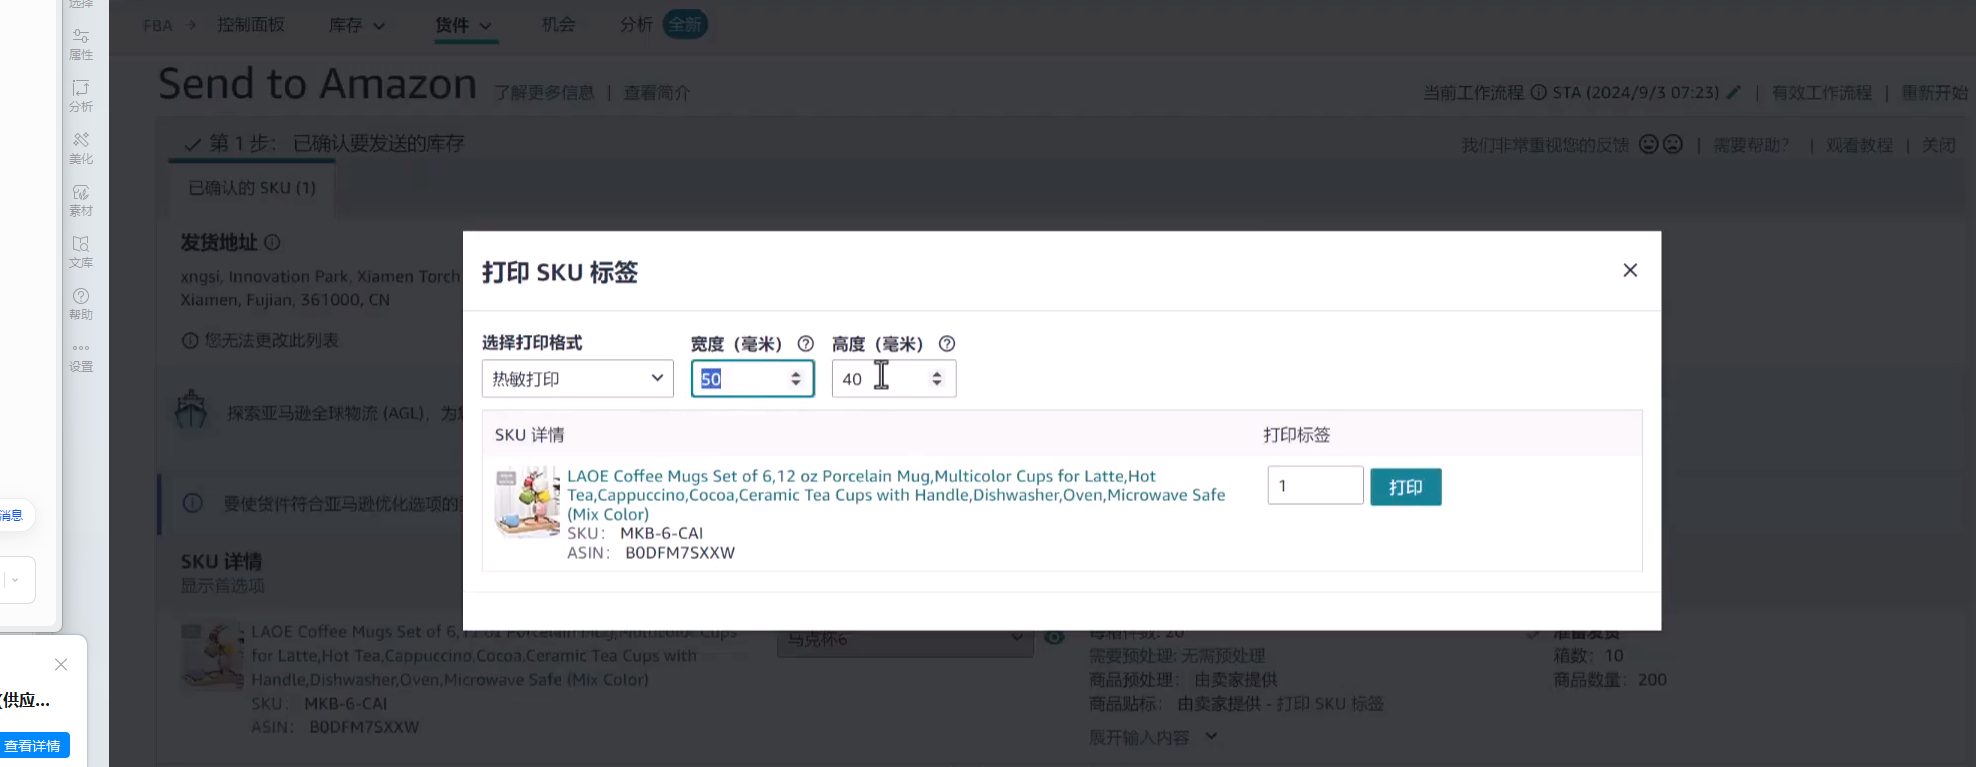 选择
属性
分析
美化
素材
文库
帮助
设置
消息
(供应...
查看详情
FBA → 控制面板 库存 货件 机会 分析 全新
Send to Amazon 了解更多信息 | 查看简介
当前工作流程 STA (2024/9/3 07:23) | 有效工作流程 | 重新开始
第 1 步： 已确认要发送的库存
我们非常重视您的反馈 | 需要帮助？ | 观看教程 | 关闭
已确认的 SKU (1)
发货地址
xngsi, Innovation Park, Xiamen Torch
Xiamen, Fujian, 361000, CN
您无法更改此列表
探索亚马逊全球物流 (AGL)，为
要使货件符合亚马逊优化选项的
SKU 详情
显示首选项
打印 SKU 标签
选择打印格式 宽度（毫米） 高度（毫米）
热敏打印 50 40
SKU 详情 打印标签
LAOE Coffee Mugs Set of 6,12 oz Porcelain Mug,Multicolor Cups for Latte,Hot
Tea,Cappuccino,Cocoa,Ceramic Tea Cups with Handle,Dishwasher,Oven,Microwave Safe
(Mix Color)
SKU： MKB-6-CAI
ASIN： B0DFM7SXXW
1 打印
LAOE Coffee Mugs Set of 6,12 oz Porcelain Mug,Multicolor Cups
for Latte,Hot Tea,Cappuccino,Cocoa,Ceramic Tea Cups with
Handle,Dishwasher,Oven,Microwave Safe (Mix Color)
SKU： MKB-6-CAI
ASIN： B0DFM7SXXW
马克杯6
每箱件数: 20
需要预处理: 无需预处理
商品预处理： 由卖家提供
商品贴标： 由卖家提供 - 打印 SKU 标签
展开输入内容
准备发货
箱数： 10
商品数量： 200